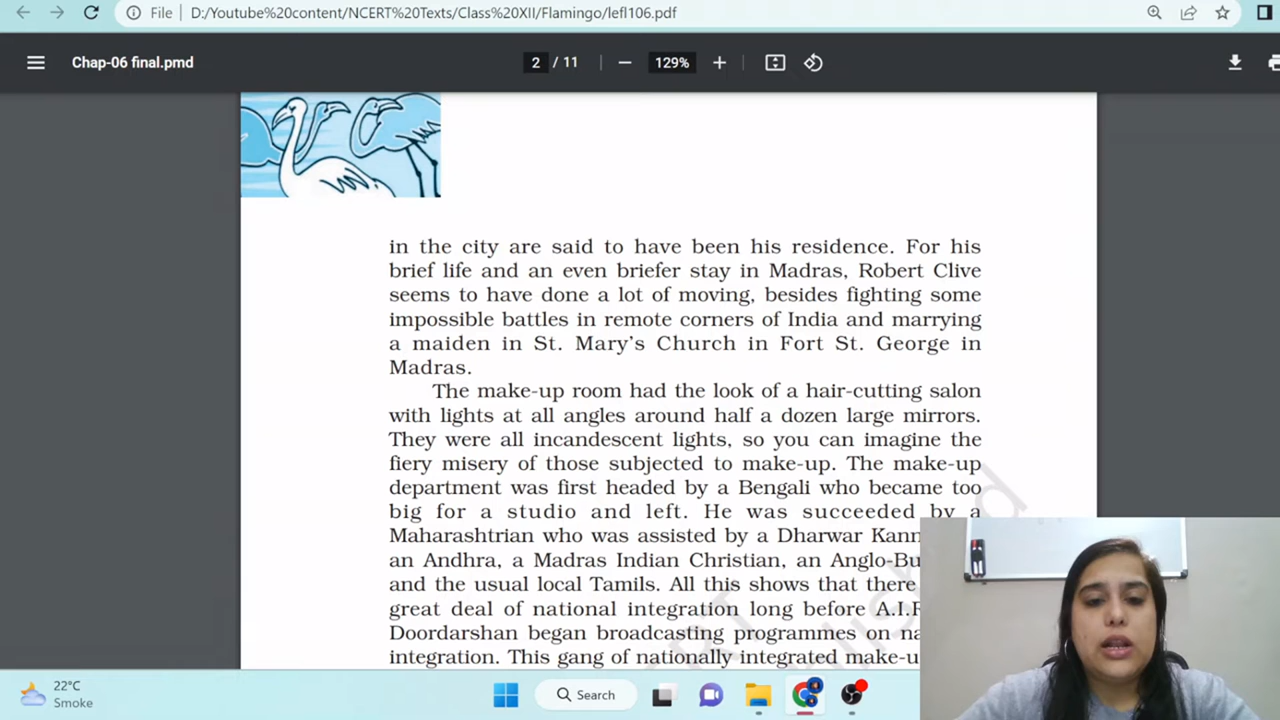 File | D:/Youtube%20content/NCERT%20Texts/Class%20XII/Flamingo/lefl106.pdf
Chap-06 final.pmd
2 / 11
129%
in the city are said to have been his residence. For his
brief life and an even briefer stay in Madras, Robert Clive
seems to have done a lot of moving, besides fighting some
impossible battles in remote corners of India and marrying
a maiden in St. Mary's Church in Fort St. George in
Madras.
The make-up room had the look of a hair-cutting salon
with lights at all angles around half a dozen large mirrors.
They were all incandescent lights, so you can imagine the
fiery misery of those subjected to make-up. The make-up
department was first headed by a Bengali who became too
big for a studio and left. He was succeeded by a
Maharashtrian who was assisted by a Dharwar Kann
an Andhra, a Madras Indian Christian, an Anglo-Bu
and the usual local Tamils. All this shows that there
great deal of national integration long before A.I.R
Doordarshan began broadcasting programmes on na
integration. This gang of nationally integrated make-u
22°C
Smoke
Search